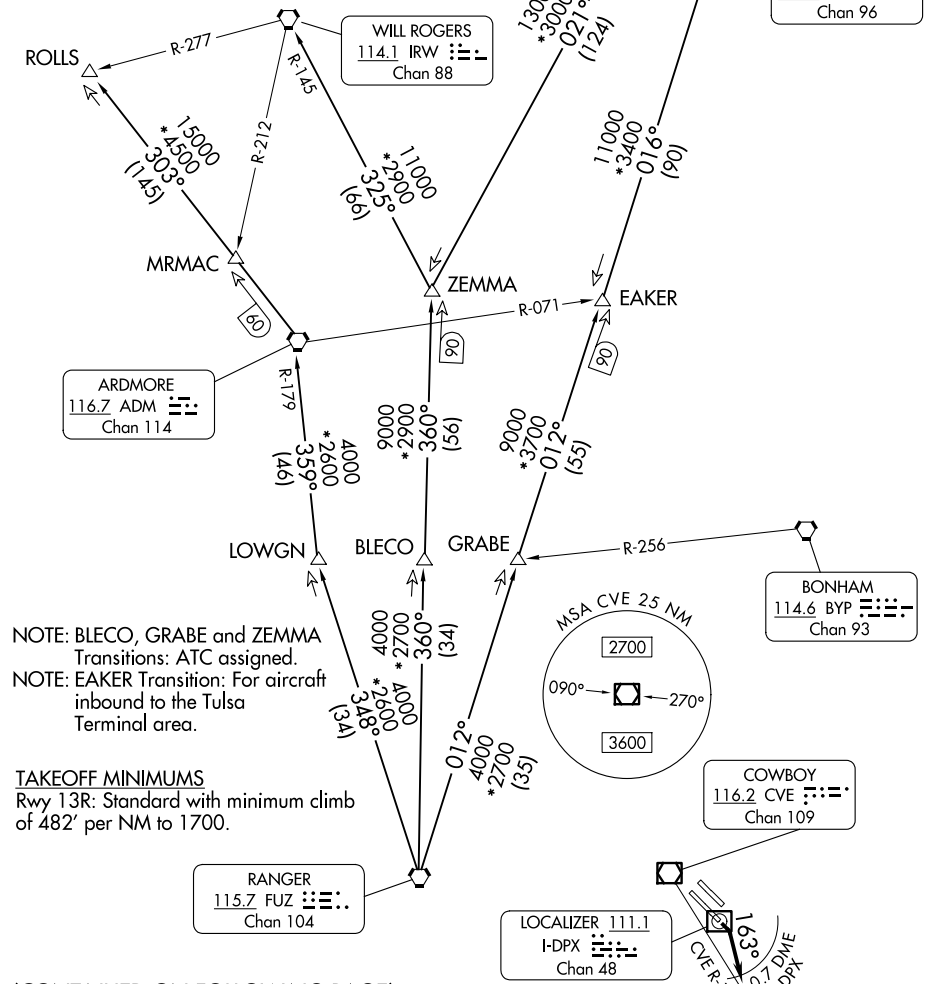 Chan 96
WILL ROGERS
114.1 IRW
Chan 88
ROLLS
R-277
R-145
R-212
*3000
021°
(124)
15000
*4500
303°
(145)
11000
*2900
325°
(66)
11000
*3400
016°
(90)
MRMAC
60
ZEMMA
90
R-071
EAKER
90
ARDMORE
116.7 ADM
Chan 114
R-179
4000
*2600
359°
(46)
9000
*2900
360°
(56)
9000
*3700
012°
(55)
LOWGN
BLECO
GRABE
R-256
BONHAM
114.6 BYP
Chan 93
NOTE: BLECO, GRABE and ZEMMA
Transitions: ATC assigned.
NOTE: EAKER Transition: For aircraft
inbound to the Tulsa
Terminal area.
4000
*2700
360°
(34)
4000
*2600
348°
(34)
012°
4000
*2700
(35)
MSA CVE 25 NM
2700
090°
270°
3600
TAKEOFF MINIMUMS
Rwy 13R: Standard with minimum climb
of 482' per NM to 1700.
COWBOY
116.2 CVE
Chan 109
RANGER
115.7 FUZ
Chan 104
LOCALIZER 111.1
I-DPX
Chan 48
163°
CVE R-
0.7 DME
DPX